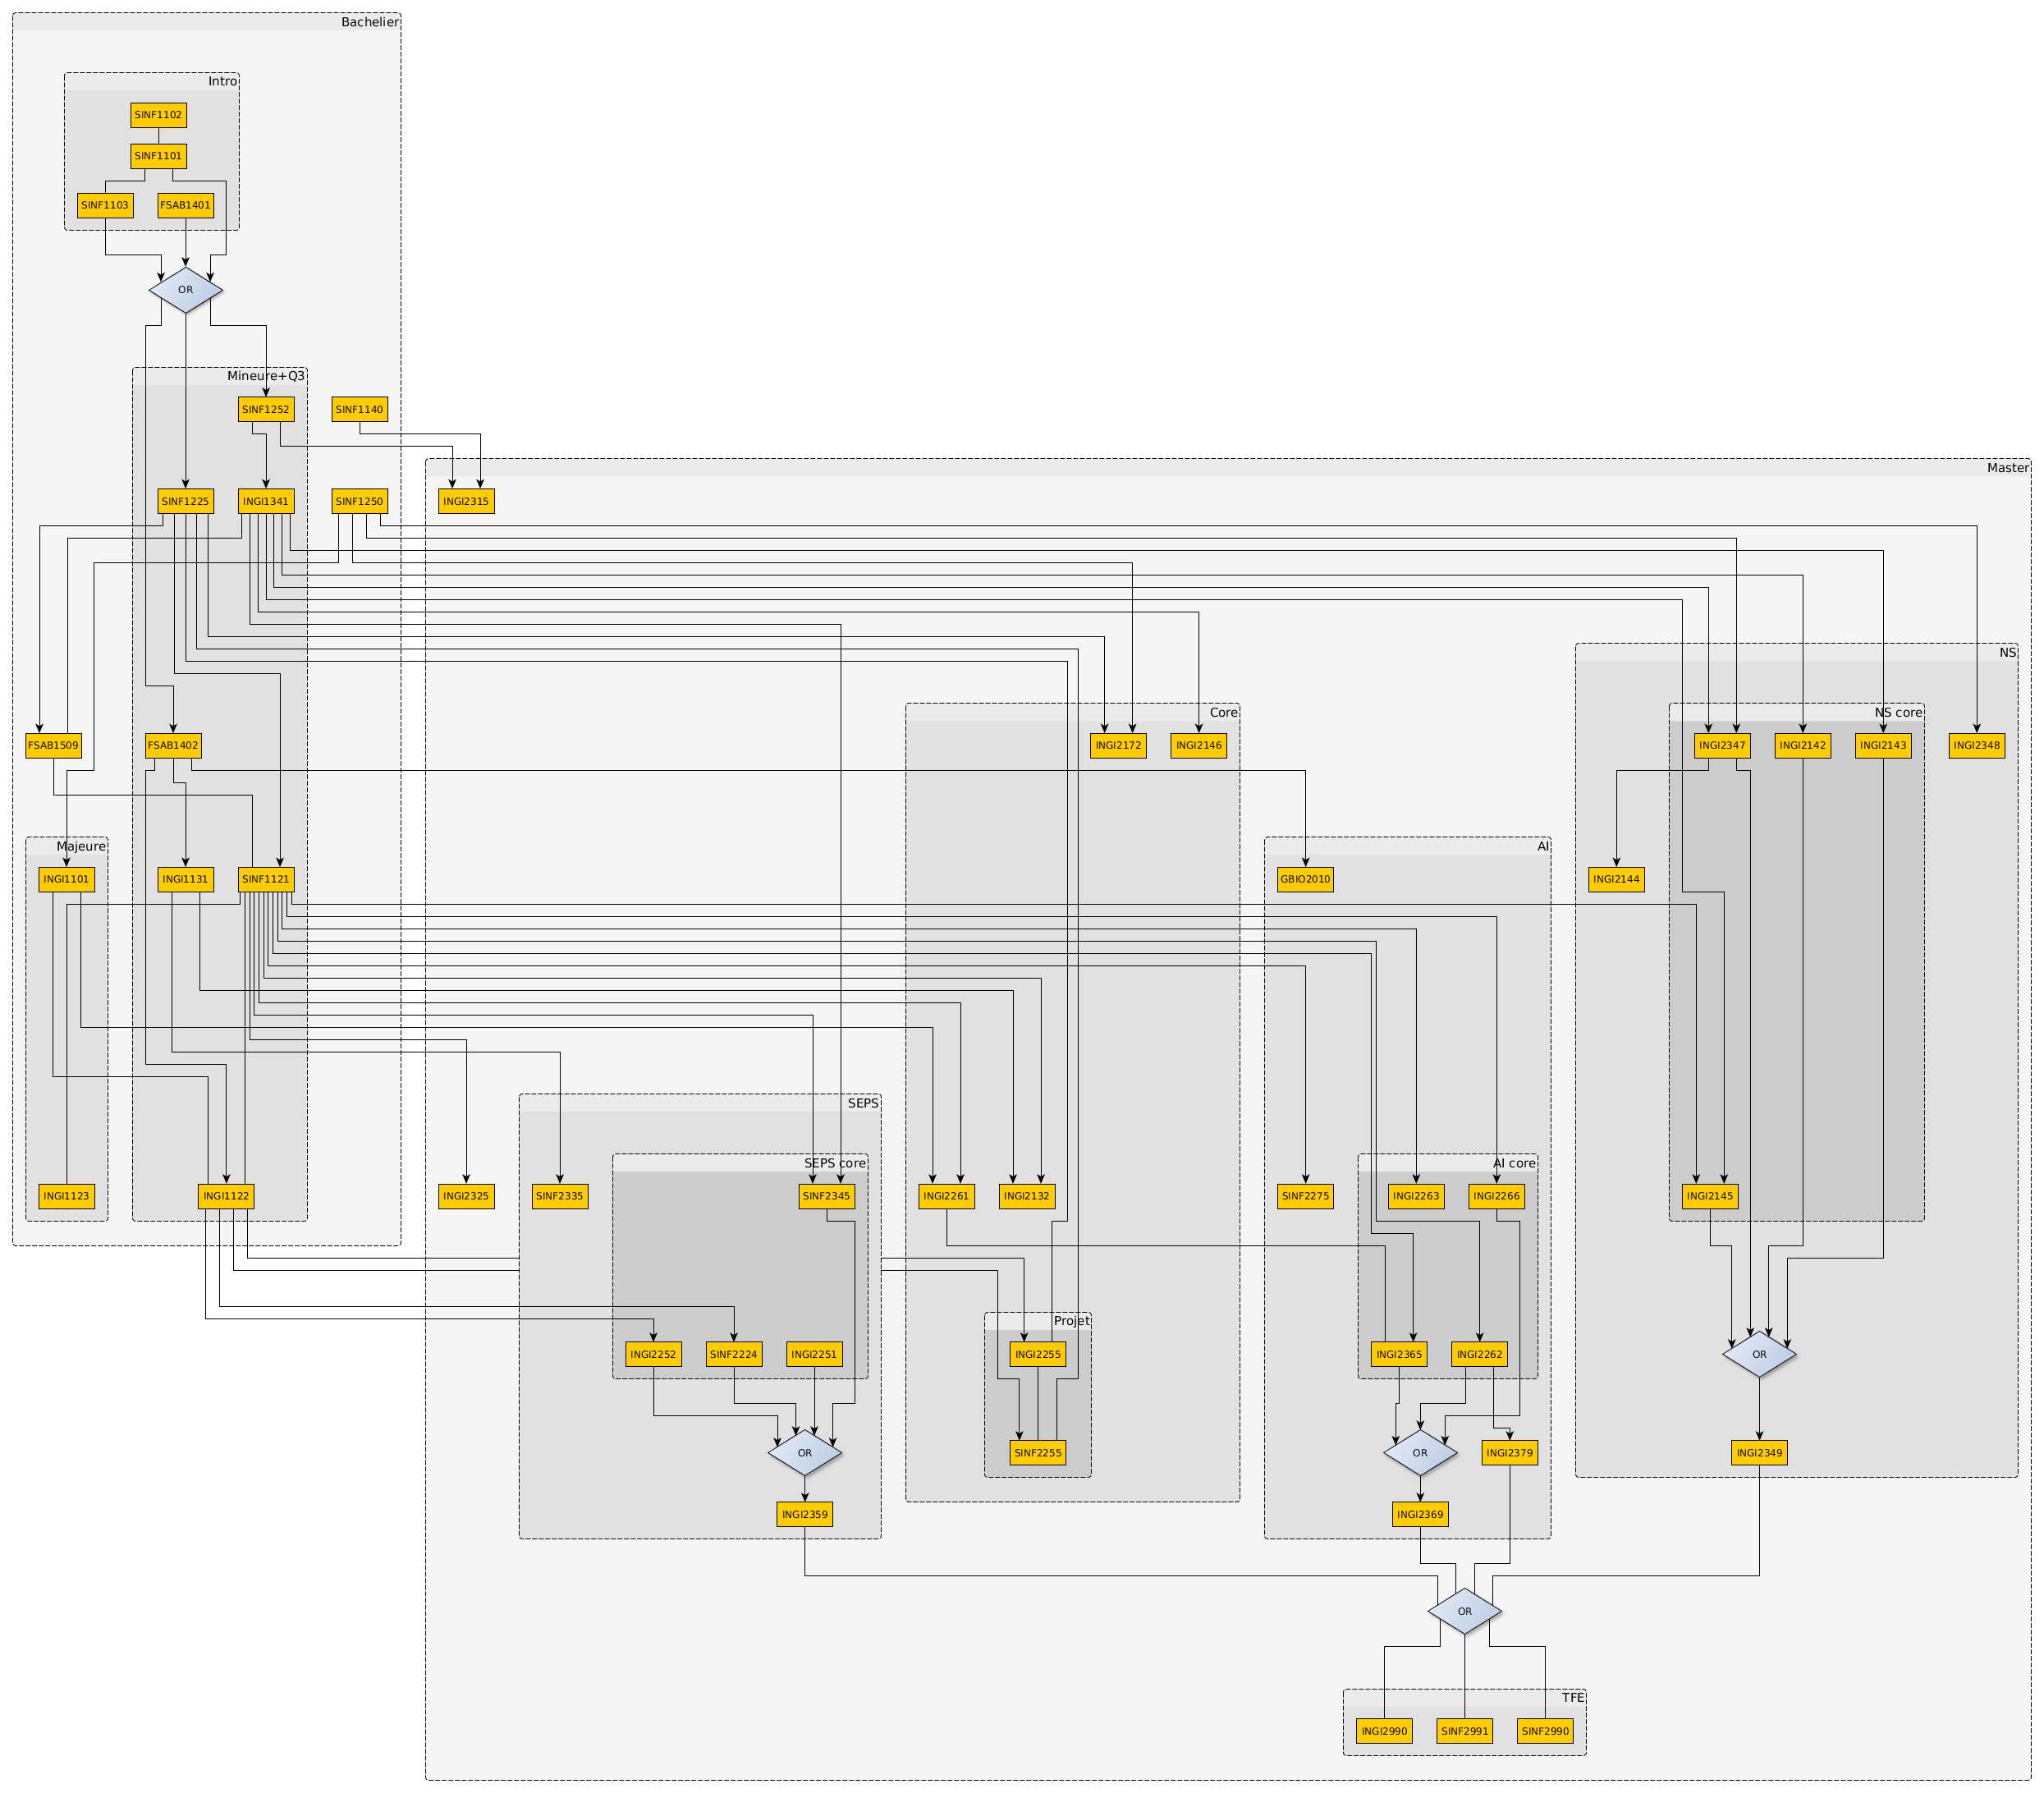 Bachelier
Intro
SINF1102
SINF1101
SINF1103 FSAB1401
OR
Mineure+Q3
SINF1252 SINF1140
Master
SINF1225 INGI1341 SINF1250 INGI2315
NS
Core NS core
FSAB1509 FSAB1402 INGI2172 INGI2146 INGI2347 INGI2142 INGI2143 INGI2348
Majeure AI
INGI1101 INGI1131 SINF1121 GBIO2010 INGI2144
SEPS
SEPS core AI core
INGI1123 INGI1122 INGI2325 SINF2335 SINF2345 INGI2261 INGI2132 SINF2275 INGI2263 INGI2266 INGI2145
Projet
INGI2252 SINF2224 INGI2251 INGI2255 INGI2365 INGI2262 OR
OR SINF2255 OR INGI2379 INGI2349
INGI2359 INGI2369
OR
TFE
INGI2990 SINF2991 SINF2990